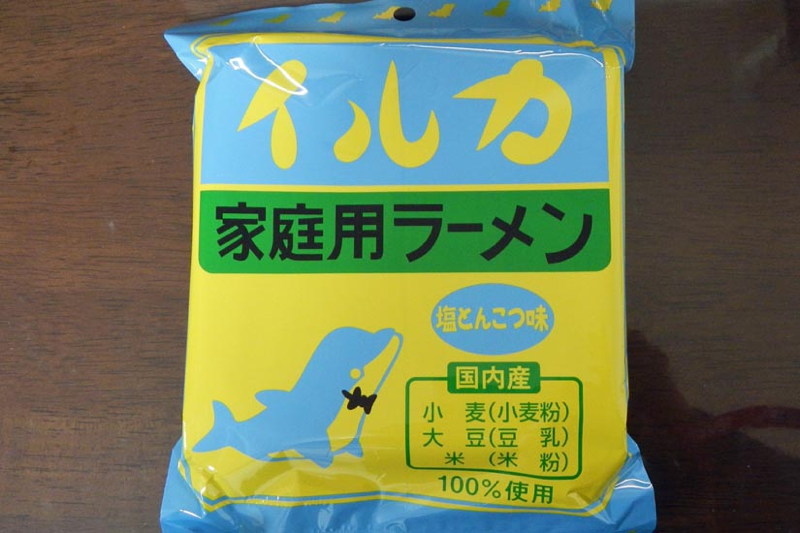 イルカ
家庭用ラーメン
塩とんこつ味
国内産
小麦(小麦粉)
大豆(豆乳)
米(米粉)
100%使用